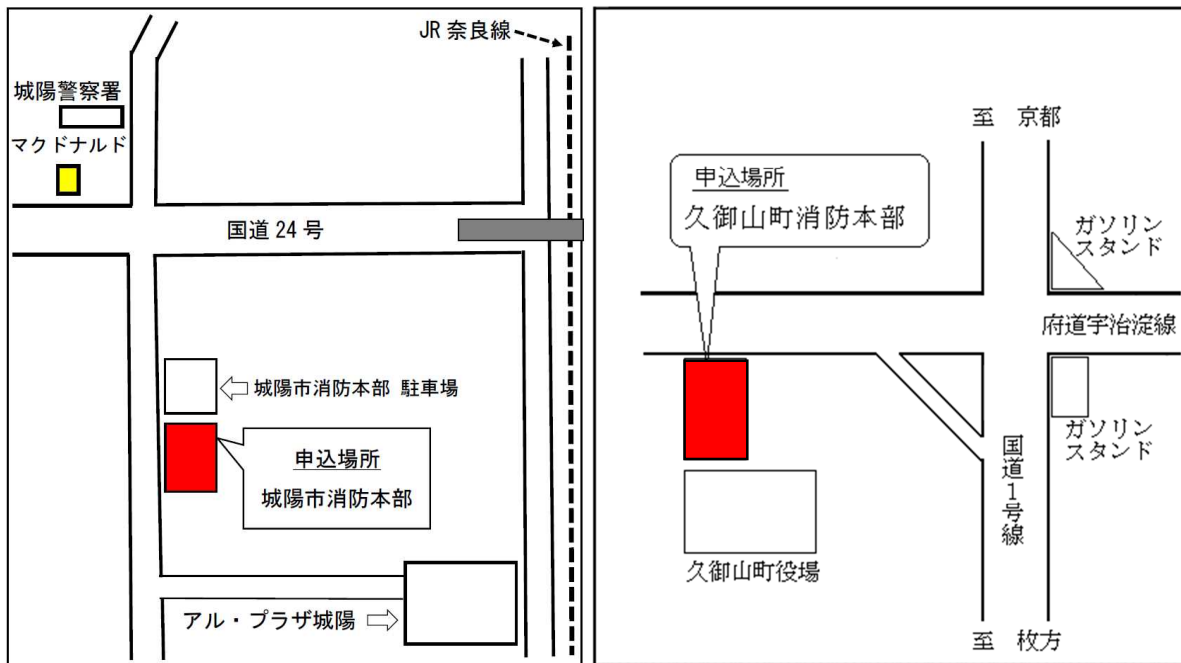 JR 奈良線
城陽警察署
マクドナルド
国道 24 号
城陽市消防本部 駐車場
申込場所
城陽市消防本部
アル・プラザ城陽
至 京都
申込場所
久御山町消防本部
ガソリン
スタンド
府道宇治淀線
ガソリン
スタンド
国道1号線
久御山町役場
至 枚方